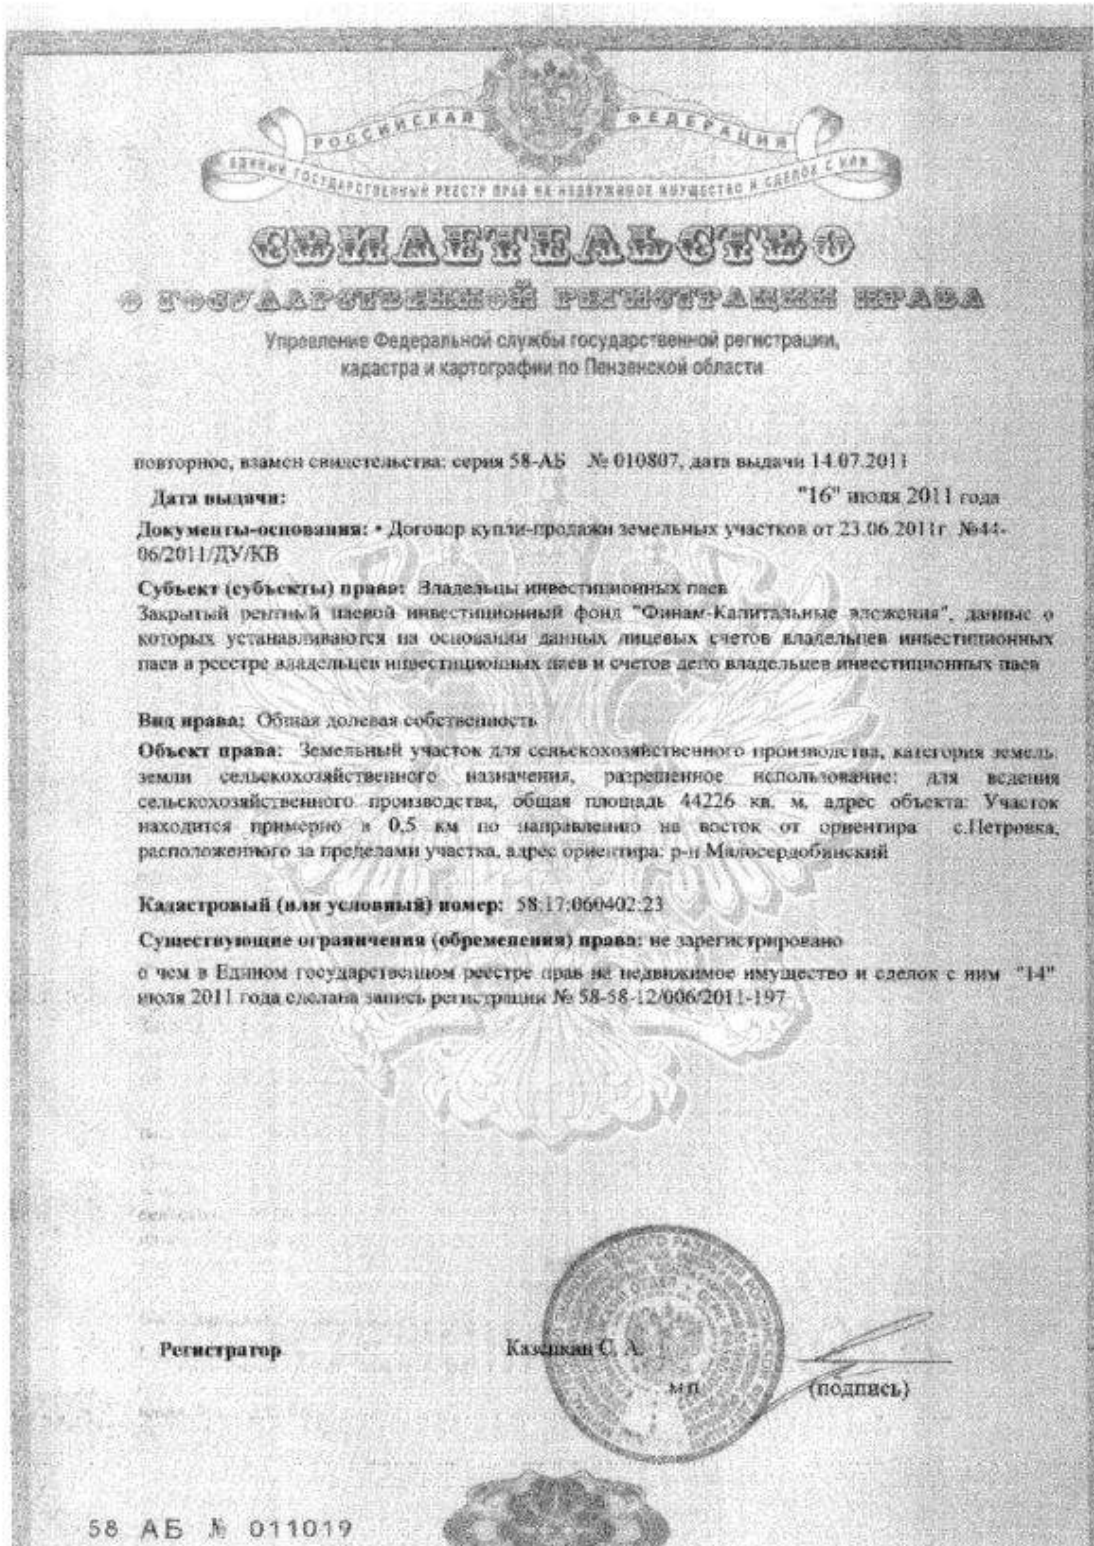 РОССИЙСКАЯ ФЕДЕРАЦИЯ
ЕДИНЫЙ ГОСУДАРСТВЕННЫЙ РЕЕСТР ПРАВ НА НЕДВИЖИМОЕ ИМУЩЕСТВО И СДЕЛОК С НИМ
СВИДЕТЕЛЬСТВО
О ГОСУДАРСТВЕННОЙ РЕГИСТРАЦИИ ПРАВА
Управление Федеральной службы государственной регистрации,
кадастра и картографии по Пензенской области
повторное, взамен свидетельства: серия 58-АБ № 010807, дата выдачи 14.07.2011
Дата выдачи: "16" июля 2011 года
Документы-основания: • Договор купли-продажи земельных участков от 23.06.2011г №44-
06/2011/ДУ/КВ
Субъект (субъекты) права: Владельцы инвестиционных паев
Закрытый рентный паевой инвестиционный фонд "Финам-Капитальные вложения", данные о
которых устанавливаются на основании данных лицевых счетов владельцев инвестиционных
паев в реестре владельцев инвестиционных паев и счетов депо владельцев инвестиционных паев
Вид права: Общая долевая собственность
Объект права: Земельный участок для сельскохозяйственного производства, категория земель:
земли сельскохозяйственного назначения, разрешенное использование: для ведения
сельскохозяйственного производства, общая площадь 44226 кв. м, адрес объекта: Участок
находится примерно в 0,5 км по направлению на восток от ориентира с.Петровка,
расположенного за пределами участка, адрес ориентира: р-н Малосердобинский
Кадастровый (или условный) номер: 58:17:060402:23
Существующие ограничения (обременения) права: не зарегистрировано
о чем в Едином государственном реестре прав на недвижимое имущество и сделок с ним "14"
июля 2011 года сделана запись регистрации № 58-58-12/006/2011-197
Регистратор С. А.
м.п.
(подпись)
58 АБ № 011019